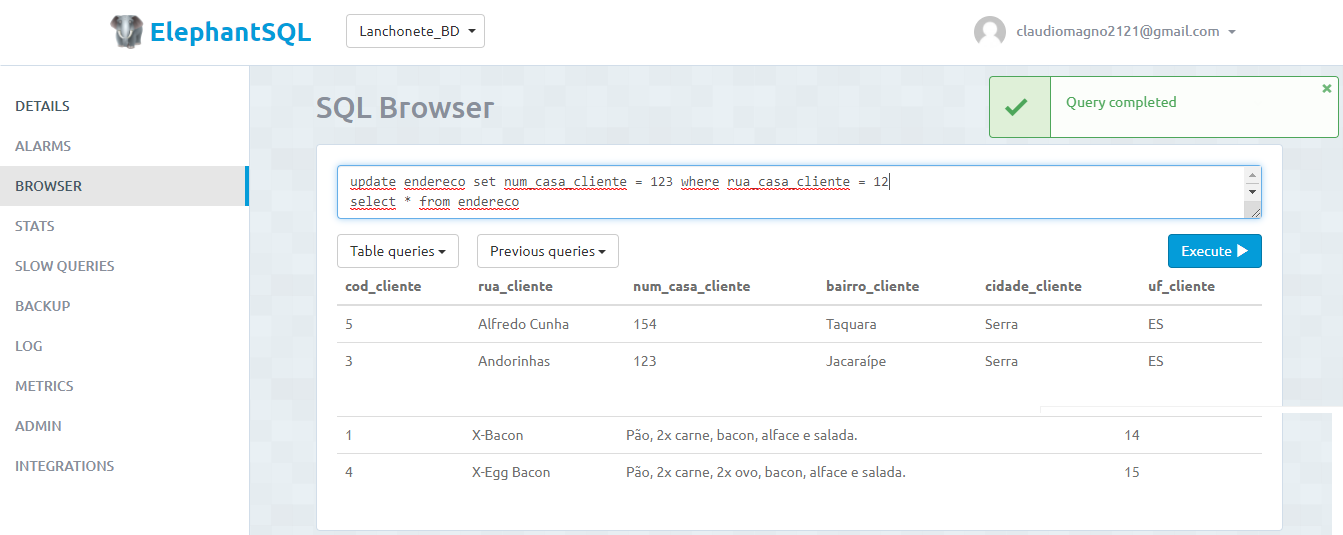 ElephantSQL
Lanchonete_BD
claudiomagno2121@gmail.com
DETAILS
ALARMS
BROWSER
STATS
SLOW QUERIES
BACKUP
LOG
METRICS
ADMIN
INTEGRATIONS
SQL Browser
Query completed
update endereco set num_casa_cliente = 123 where rua_casa_cliente = 12
select * from endereco
Table queries
Previous queries
Execute
cod_cliente rua_cliente num_casa_cliente bairro_cliente cidade_cliente uf_cliente
5 Alfredo Cunha 154 Taquara Serra ES
3 Andorinhas 123 Jacaraípe Serra ES
1 X-Bacon Pão, 2x carne, bacon, alface e salada. 14
4 X-Egg Bacon Pão, 2x carne, 2x ovo, bacon, alface e salada. 15